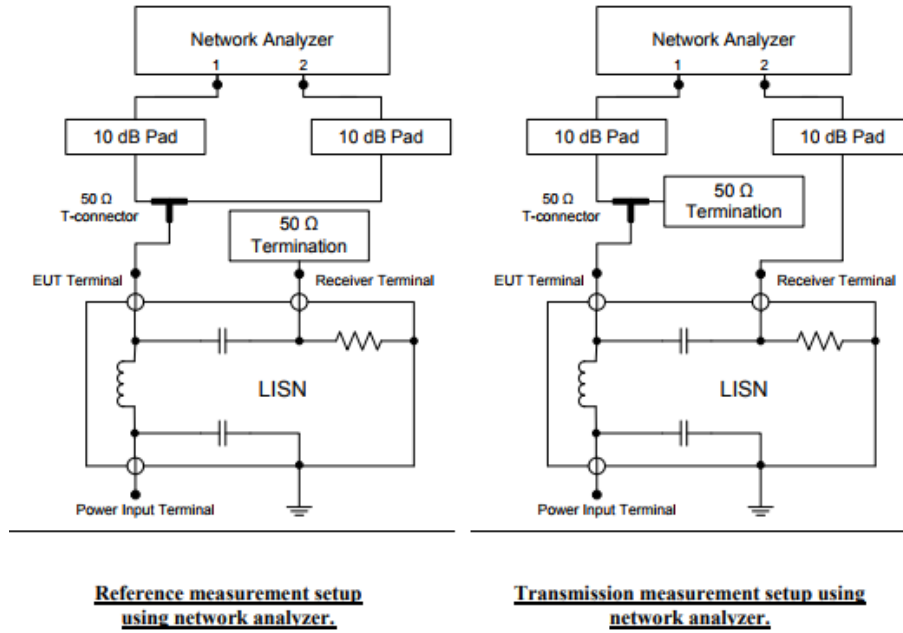 Network Analyzer
1 2
10 dB Pad
10 dB Pad
50 Ω
T-connector
50 Ω
Termination
EUT Terminal
Receiver Terminal
LISN
Power Input Terminal
Reference measurement setup
using network analyzer.
Network Analyzer
1 2
10 dB Pad
10 dB Pad
50 Ω
T-connector
50 Ω
Termination
EUT Terminal
Receiver Terminal
LISN
Power Input Terminal
Transmission measurement setup using
network analyzer.